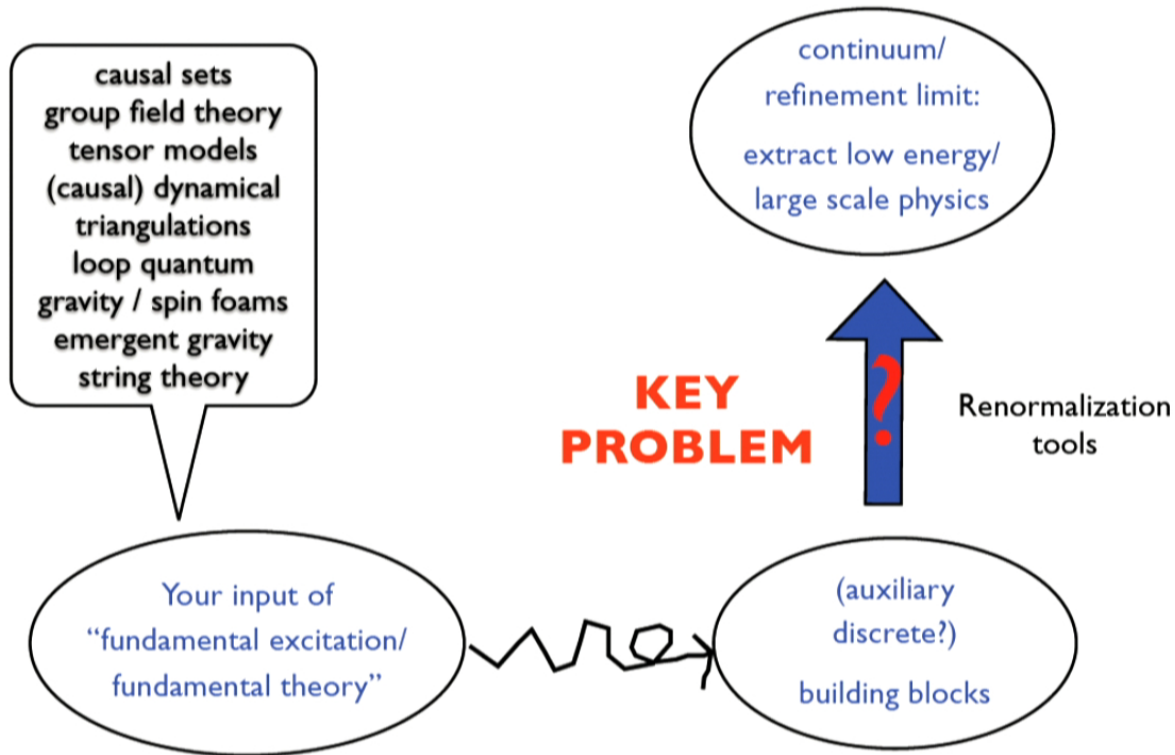 causal sets
group field theory
tensor models
(causal) dynamical
triangulations
loop quantum
gravity / spin foams
emergent gravity
string theory
continuum/
refinement limit:
extract low energy/
large scale physics
KEY
PROBLEM
?
Renormalization
tools
Your input of
“fundamental excitation/
fundamental theory”
(auxiliary
discrete?)
building blocks